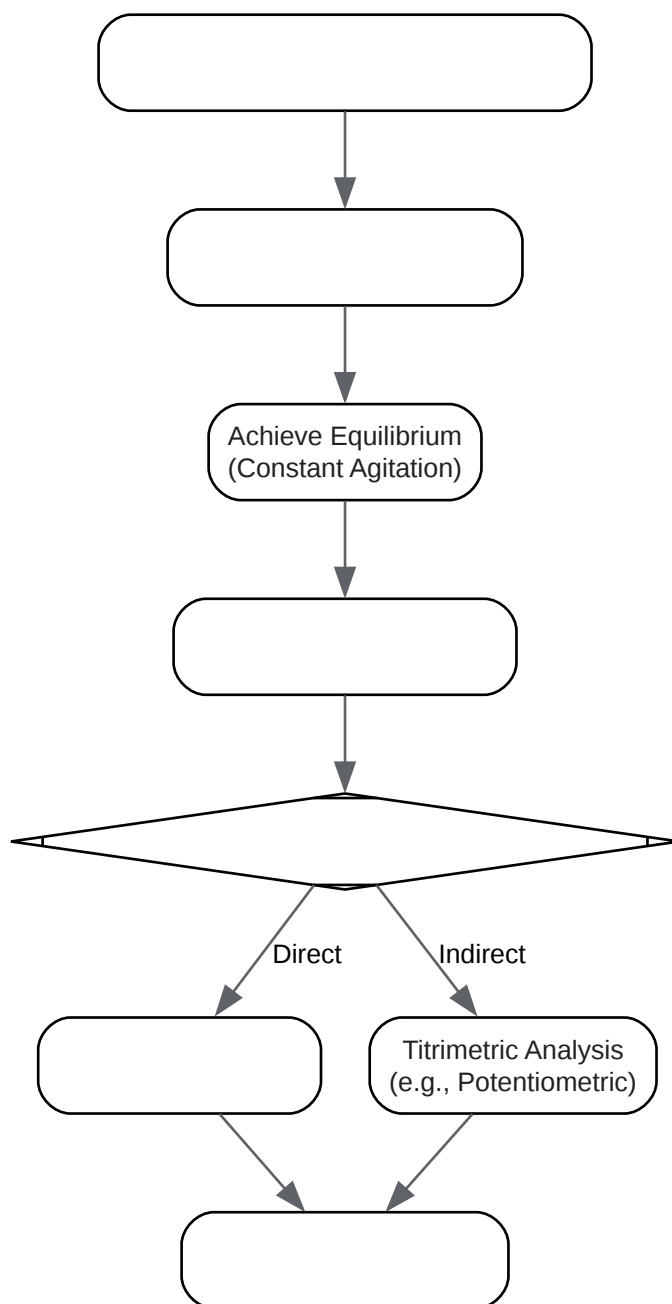 Achieve Equilibrium
(Constant Agitation)
Direct
Indirect
Titrimetric Analysis
(e.g., Potentiometric)